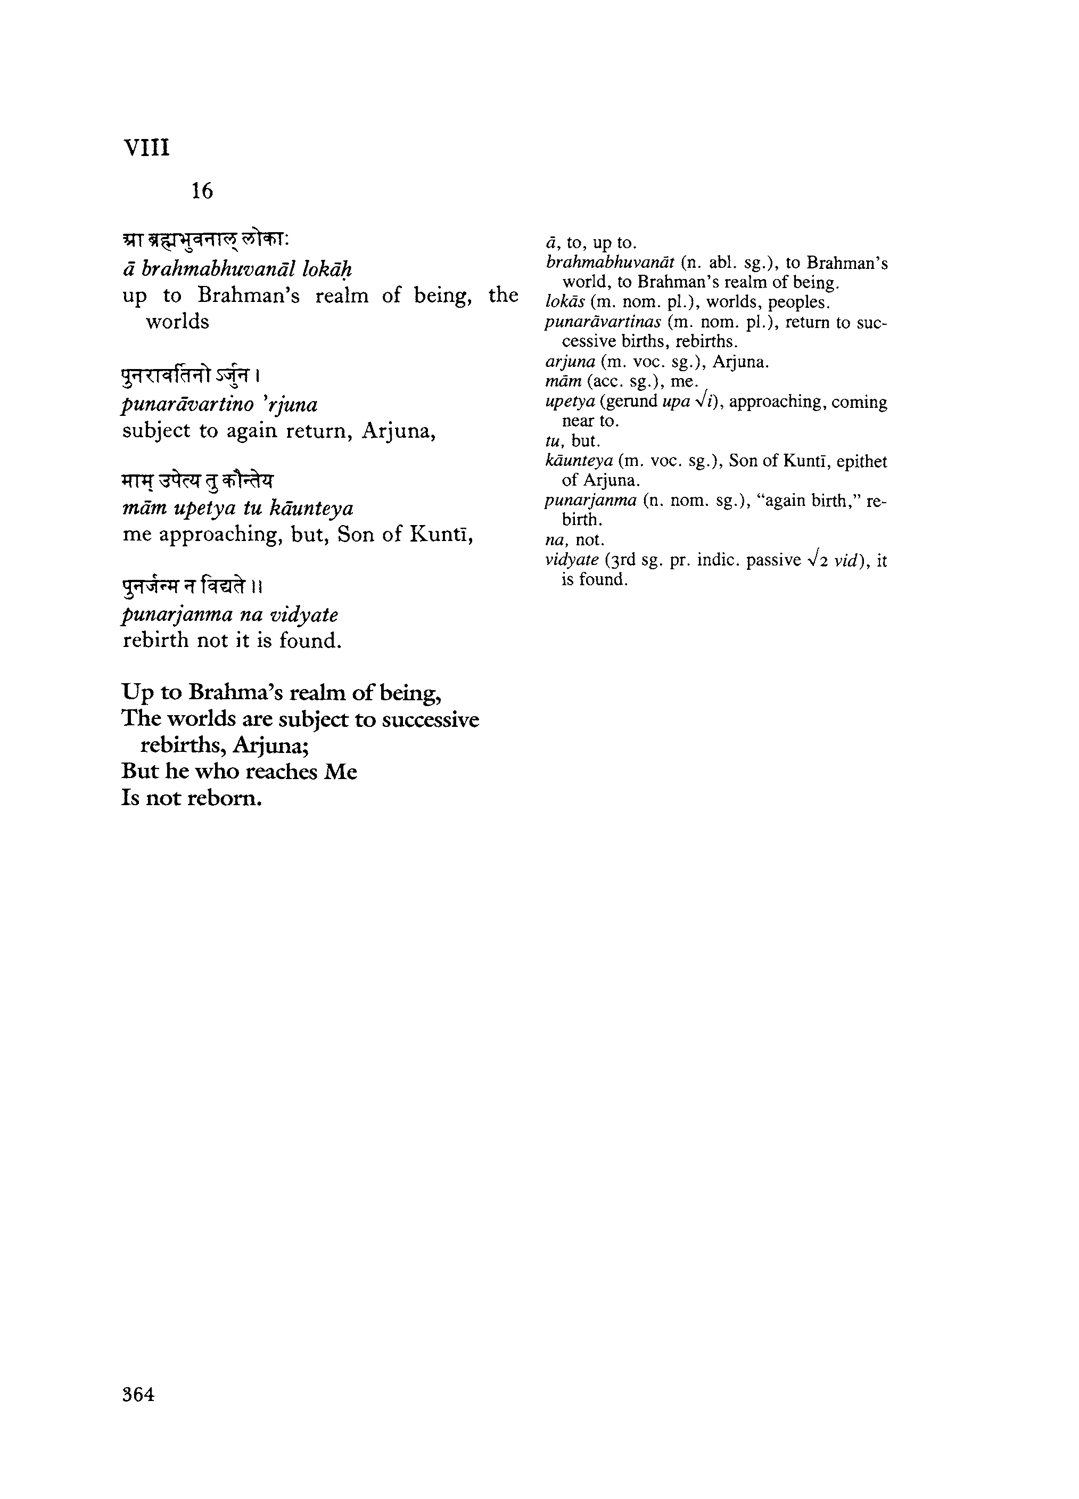 VIII
16
आ ब्रह्मभुवनाल् लोकाः
ā brahmabhuvanāl lokāḥ
up to Brahman's realm of being, the
worlds
पुनरावर्तिनो ऽर्जुन ।
punarāvartino 'rjuna
subject to again return, Arjuna,
माम् उपेत्य तु कौन्तेय
mām upetya tu kāunteya
me approaching, but, Son of Kuntī,
पुनर्जन्म न विद्यते ।।
punarjanma na vidyate
rebirth not it is found.
Up to Brahma's realm of being,
The worlds are subject to successive
rebirths, Arjuna;
But he who reaches Me
Is not reborn.
ā, to, up to.
brahmabhuvanāt (n. abl. sg.), to Brahman's
world, to Brahman's realm of being.
lokās (m. nom. pl.), worlds, peoples.
punarāvartinas (m. nom. pl.), return to suc-
cessive births, rebirths.
arjuna (m. voc. sg.), Arjuna.
mām (acc. sg.), me.
upetya (gerund upa √i), approaching, coming
near to.
tu, but.
kāunteya (m. voc. sg.), Son of Kuntī, epithet
of Arjuna.
punarjanma (n. nom. sg.), “again birth,” re-
birth.
na, not.
vidyate (3rd sg. pr. indic. passive √2 vid), it
is found.
364